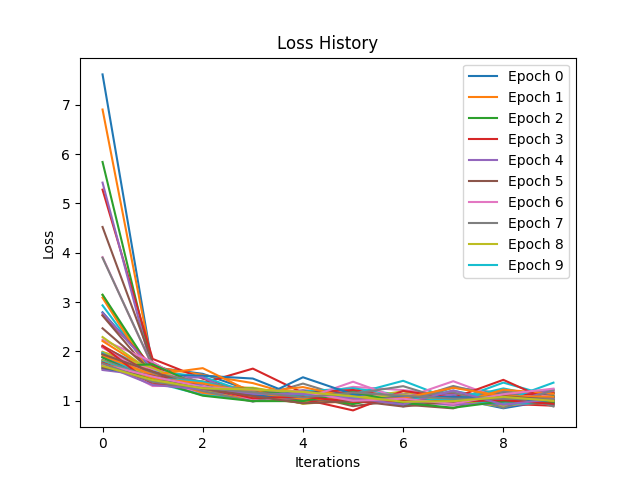 Loss History
Loss
7
6
5
4
3
2
1
0
2
4
6
8
Iterations
Epoch 0
Epoch 1
Epoch 2
Epoch 3
Epoch 4
Epoch 5
Epoch 6
Epoch 7
Epoch 8
Epoch 9